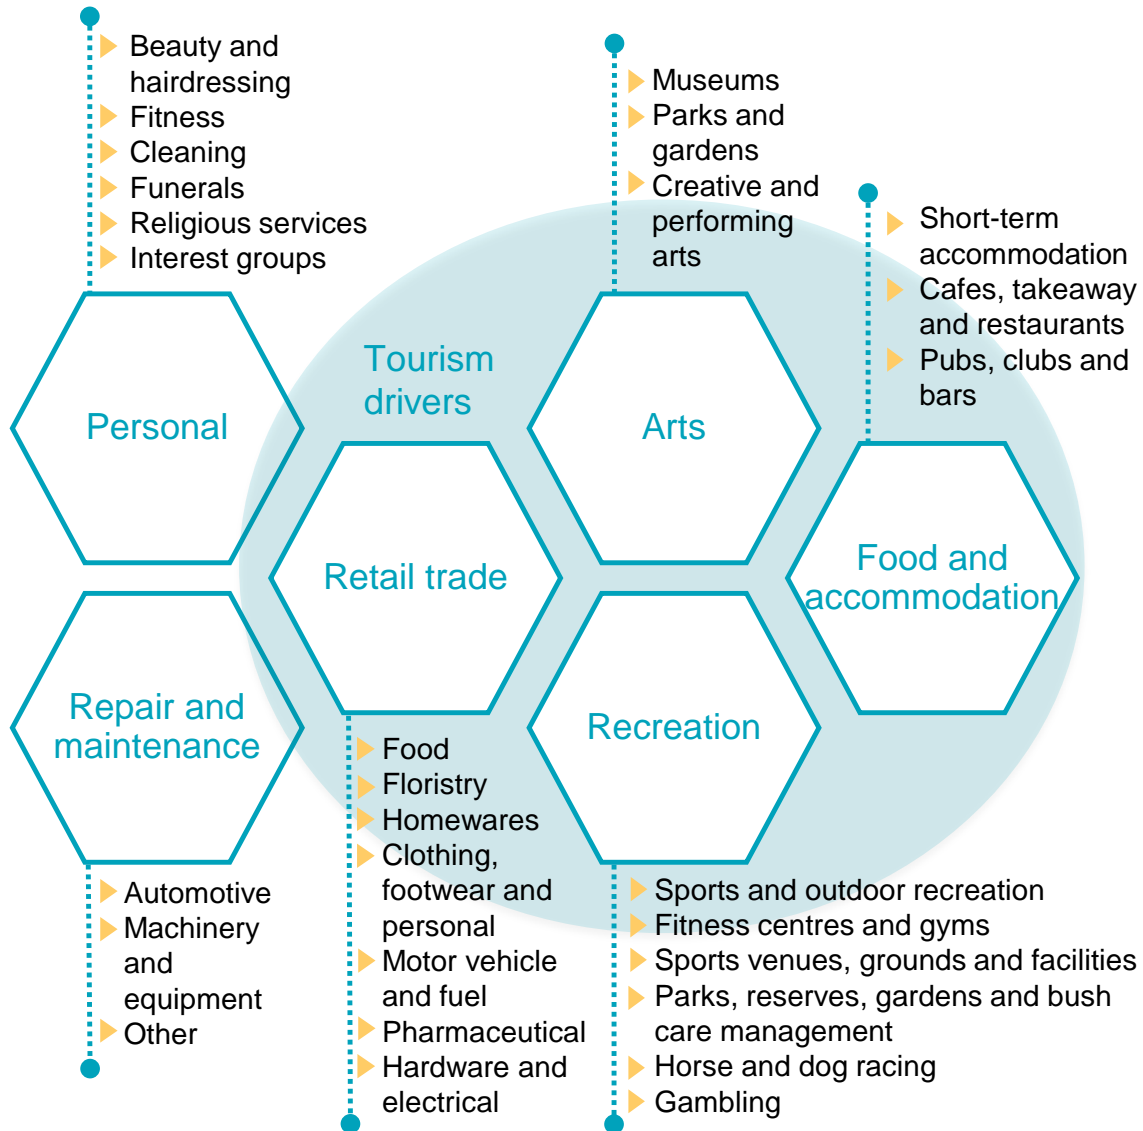 Beauty and
hairdressing
Fitness
Cleaning
Funerals
Religious services
Interest groups
Museums
Parks and
gardens
Creative and
performing
arts
Short-term
accommodation
Cafes, takeaway
and restaurants
Pubs, clubs and
bars
Tourism
drivers
Personal
Arts
Retail trade
Food and
accommodation
Repair and
maintenance
Recreation
Automotive
Machinery
and
equipment
Other
Food
Floristry
Homewares
Clothing,
footwear and
personal
Motor vehicle
and fuel
Pharmaceutical
Hardware and
electrical
Sports and outdoor recreation
Fitness centres and gyms
Sports venues, grounds and facilities
Parks, reserves, gardens and bush
care management
Horse and dog racing
Gambling